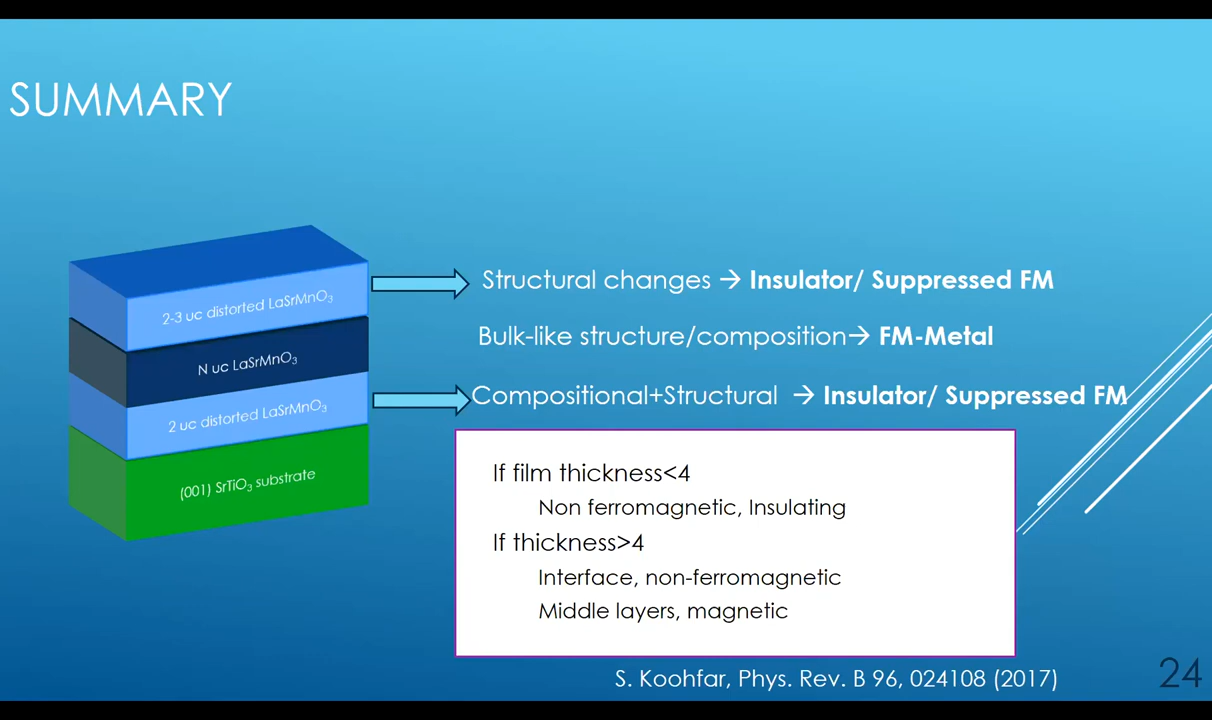 SUMMARY
2-3 uc distorted LaSrMnO₃
N uc LaSrMnO₃
2 uc distorted LaSrMnO₃
(001) SrTiO₃ substrate
Structural changes → Insulator/ Suppressed FM
Bulk-like structure/composition→ FM-Metal
Compositional+Structural → Insulator/ Suppressed FM
If film thickness<4
Non ferromagnetic, Insulating
If thickness>4
Interface, non-ferromagnetic
Middle layers, magnetic
S. Koohfar, Phys. Rev. B 96, 024108 (2017)
24